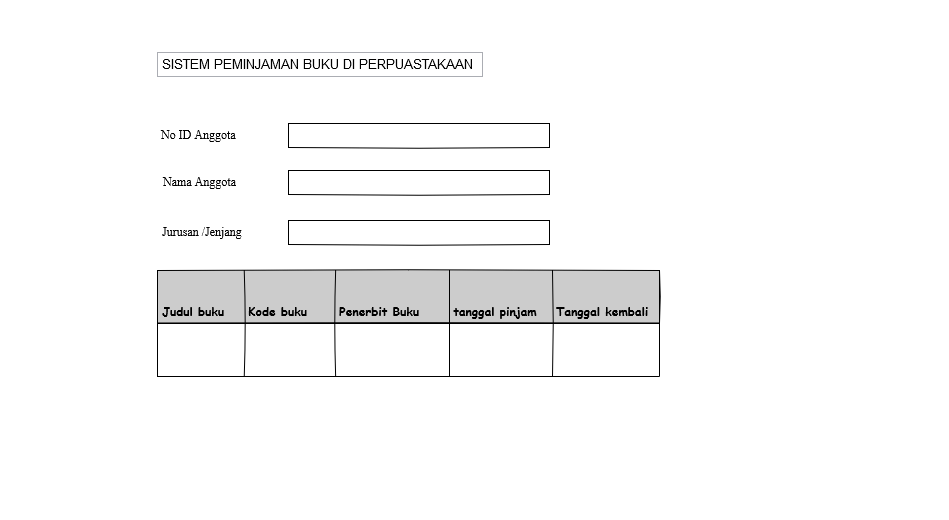 SISTEM PEMINJAMAN BUKU DI PERPUASTAKAAN
No ID Anggota
Nama Anggota
Jurusan /Jenjang
Judul buku Kode buku Penerbit Buku tanggal pinjam Tanggal kembali